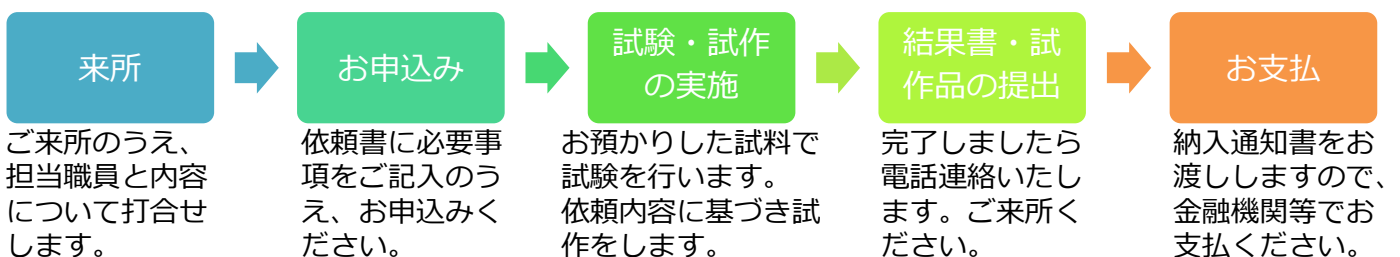 来所
ご来所のうえ、
担当職員と内容
について打合せ
します。
お申込み
依頼書に必要事
項をご記入のう
え、お申込みく
ださい。
試験・試作
の実施
お預かりした試料で
試験を行います。
依頼内容に基づき試
作をします。
結果書・試
作品の提出
完了しましたら
電話連絡いたし
ます。ご来所く
ださい。
お支払
納入通知書をお
渡ししますので、
金融機関等でお
支払ください。